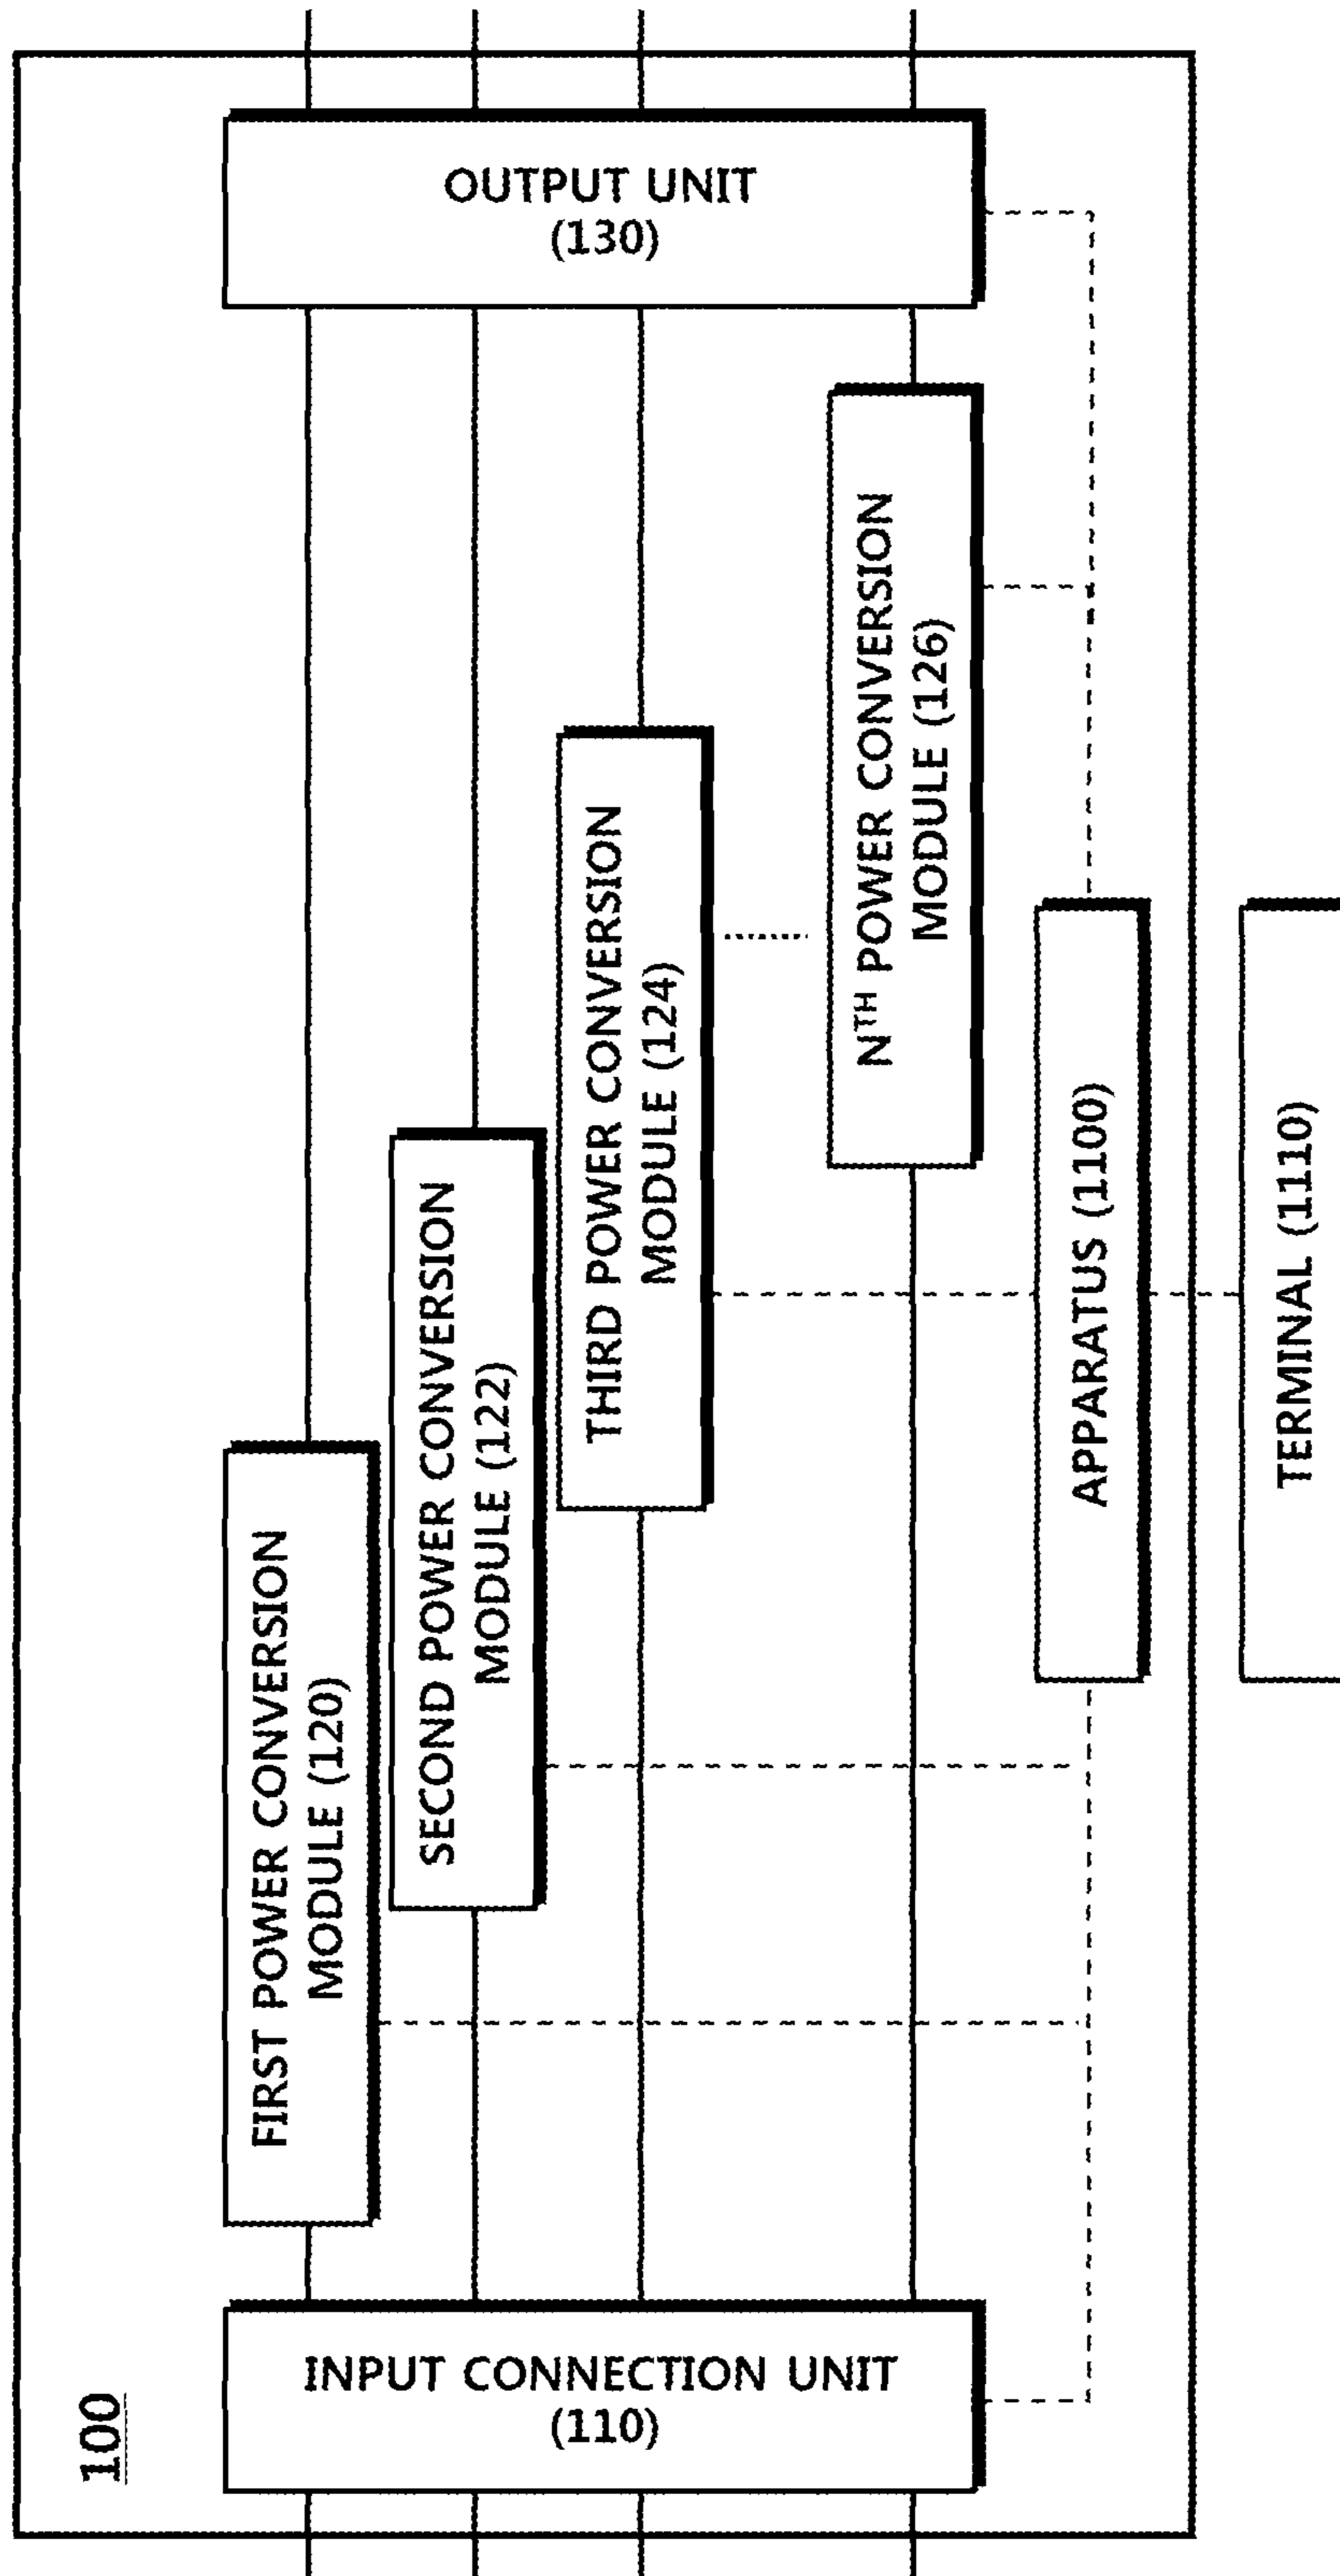 100
INPUT CONNECTION UNIT
(110)
FIRST POWER CONVERSION
MODULE (120)
SECOND POWER CONVERSION
MODULE (122)
THIRD POWER CONVERSION
MODULE (124)
NTH POWER CONVERSION
MODULE (126)
OUTPUT UNIT
(130)
APPARATUS (1100)
TERMINAL (1110)